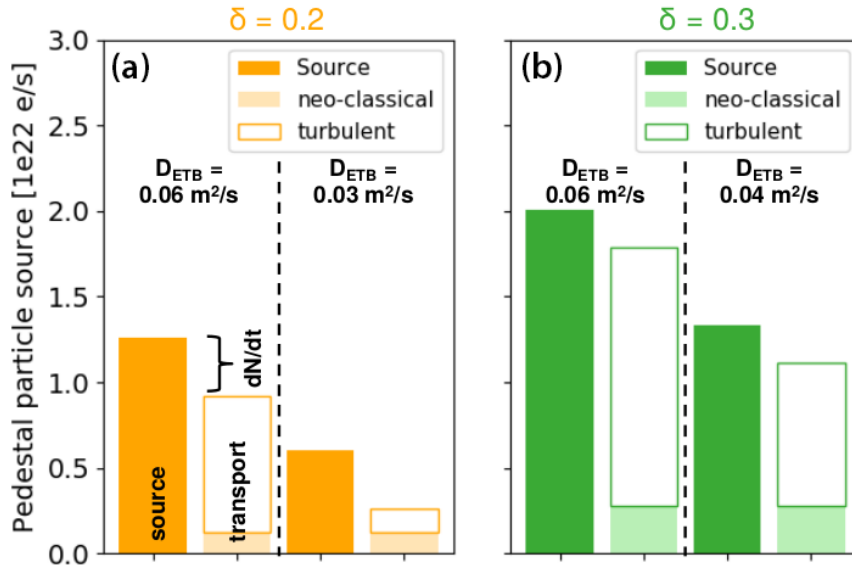 δ = 0.2
δ = 0.3
Pedestal particle source [1e22 e/s]
3.0
2.5
2.0
1.5
1.0
0.5
0.0
(a)
Source
neo-classical
turbulent
D_ETB =
0.06 m²/s
D_ETB =
0.03 m²/s
source
transport
dN/dt
(b)
Source
neo-classical
turbulent
D_ETB =
0.06 m²/s
D_ETB =
0.04 m²/s